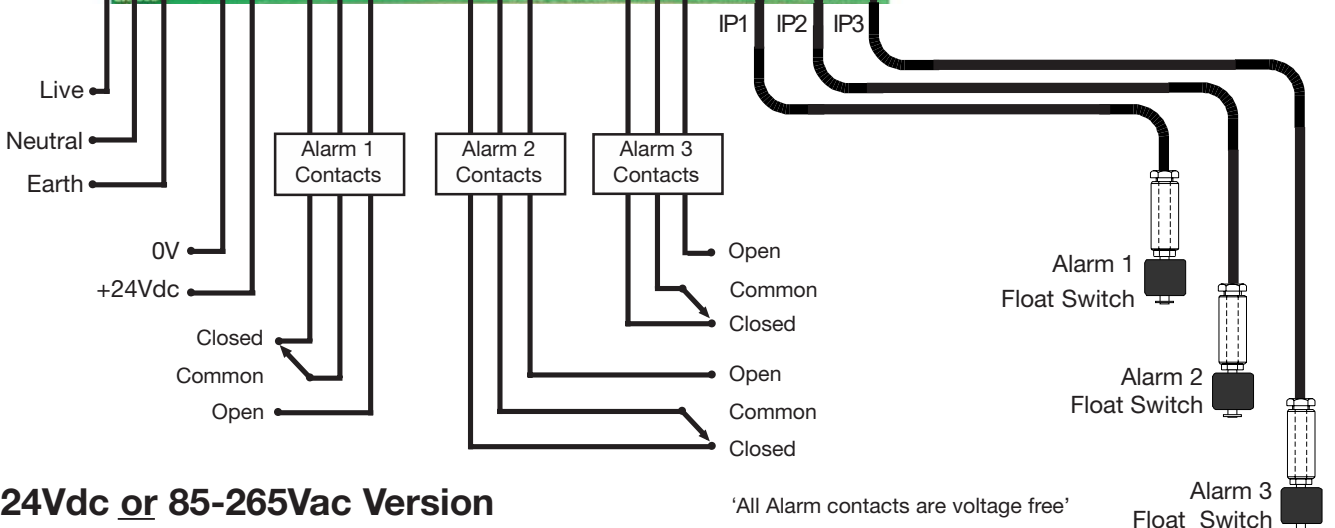 IP1 IP2 IP3
Live
Neutral
Earth
0V
+24Vdc
Alarm 1
Contacts
Alarm 2
Contacts
Alarm 3
Contacts
Closed
Common
Open
Open
Common
Closed
Open
Common
Closed
Alarm 1
Float Switch
Alarm 2
Float Switch
Alarm 3
Float Switch
24Vdc or 85-265Vac Version
‘All Alarm contacts are voltage free’